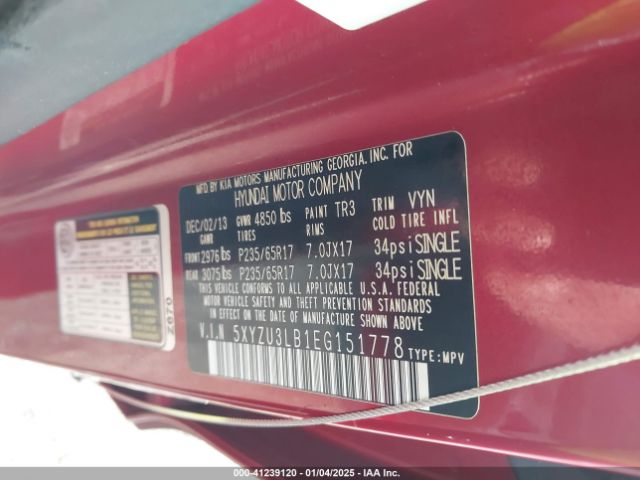 MFD. BY KIA MOTORS MANUFACTURING GEORGIA, INC. FOR
HYUNDAI MOTOR COMPANY
DEC/02/13 GVWR 4850 lbs PAINT TR3 TRIM VYN
GAWR TIRES RIMS COLD TIRE INFL
FRONT 2976 lbs P235/65R17 7.0JX17 34psi SINGLE
REAR 3075 lbs P235/65R17 7.0JX17 34psi SINGLE
THIS VEHICLE CONFORMS TO ALL APPLICABLE U.S.A. FEDERAL
MOTOR VEHICLE SAFETY AND THEFT PREVENTION STANDARDS
IN EFFECT ON THE DATE OF MANUFACTURE SHOWN ABOVE.
V.I.N 5XYZU3LB1EG151778 TYPE:MPV
Z670
000-41239120 - 01/04/2025 - IAAI.COM